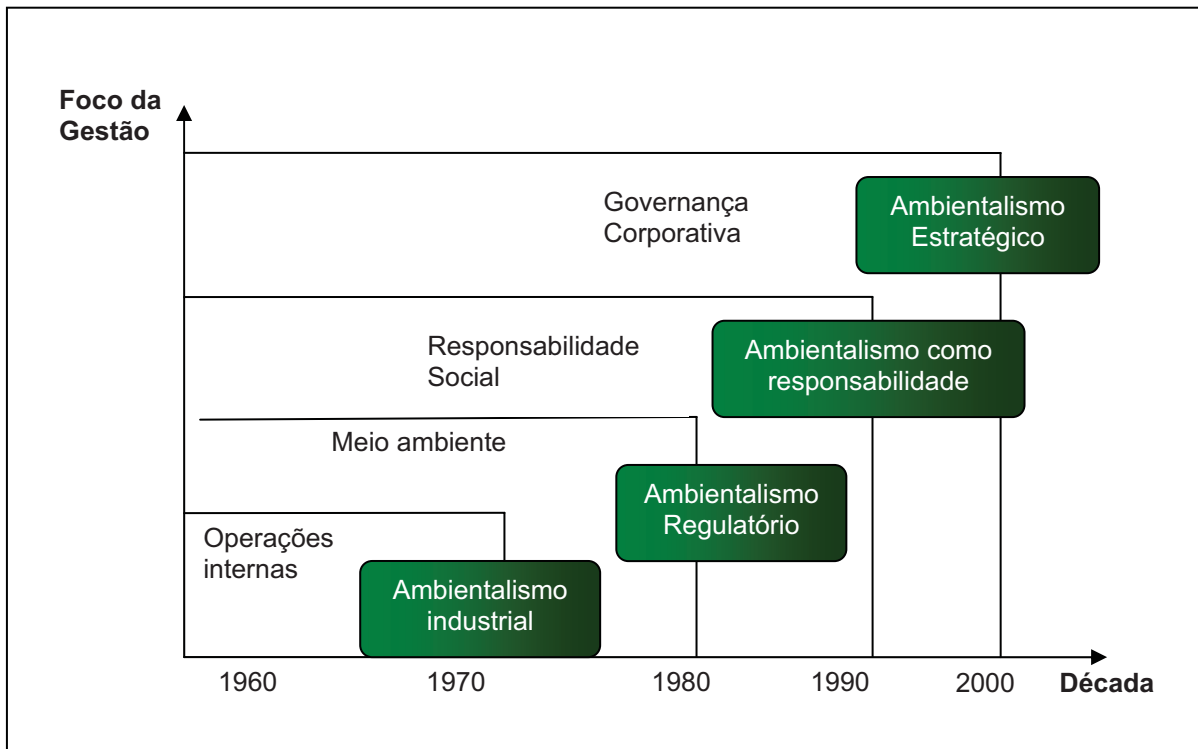 Foco da
Gestão
Governança
Corporativa
Ambientalismo
Estratégico
Responsabilidade
Social
Ambientalismo como
responsabilidade
Meio ambiente
Ambientalismo
Regulatório
Operações
internas
Ambientalismo
industrial
1960 1970 1980 1990 2000 Década